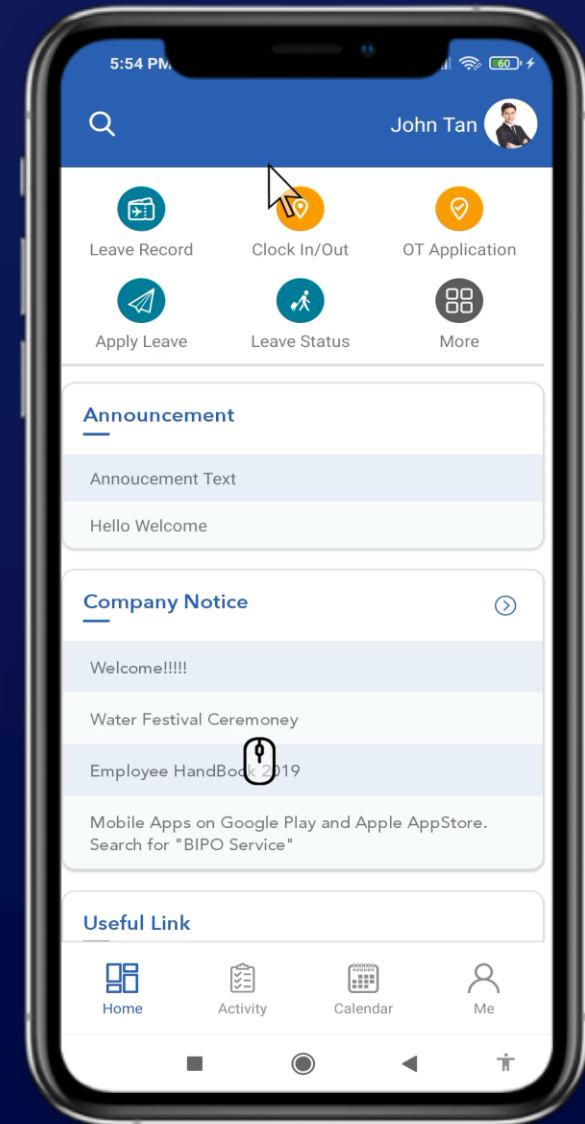 5:54 PM
60
John Tan
Leave Record
Clock In/Out
OT Application
Apply Leave
Leave Status
More
Announcement
Annoucement Text
Hello Welcome
Company Notice
Welcome!!!!!
Water Festival Ceremoney
Employee HandBook 2019
Mobile Apps on Google Play and Apple AppStore.
Search for "BIPO Service"
Useful Link
Home
Activity
Calendar
Me